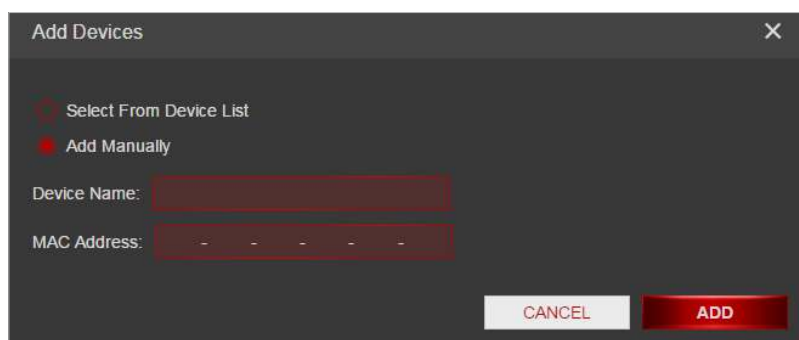 Add Devices ×
Select From Device List
Add Manually
Device Name:
MAC Address: - - - - -
CANCEL ADD